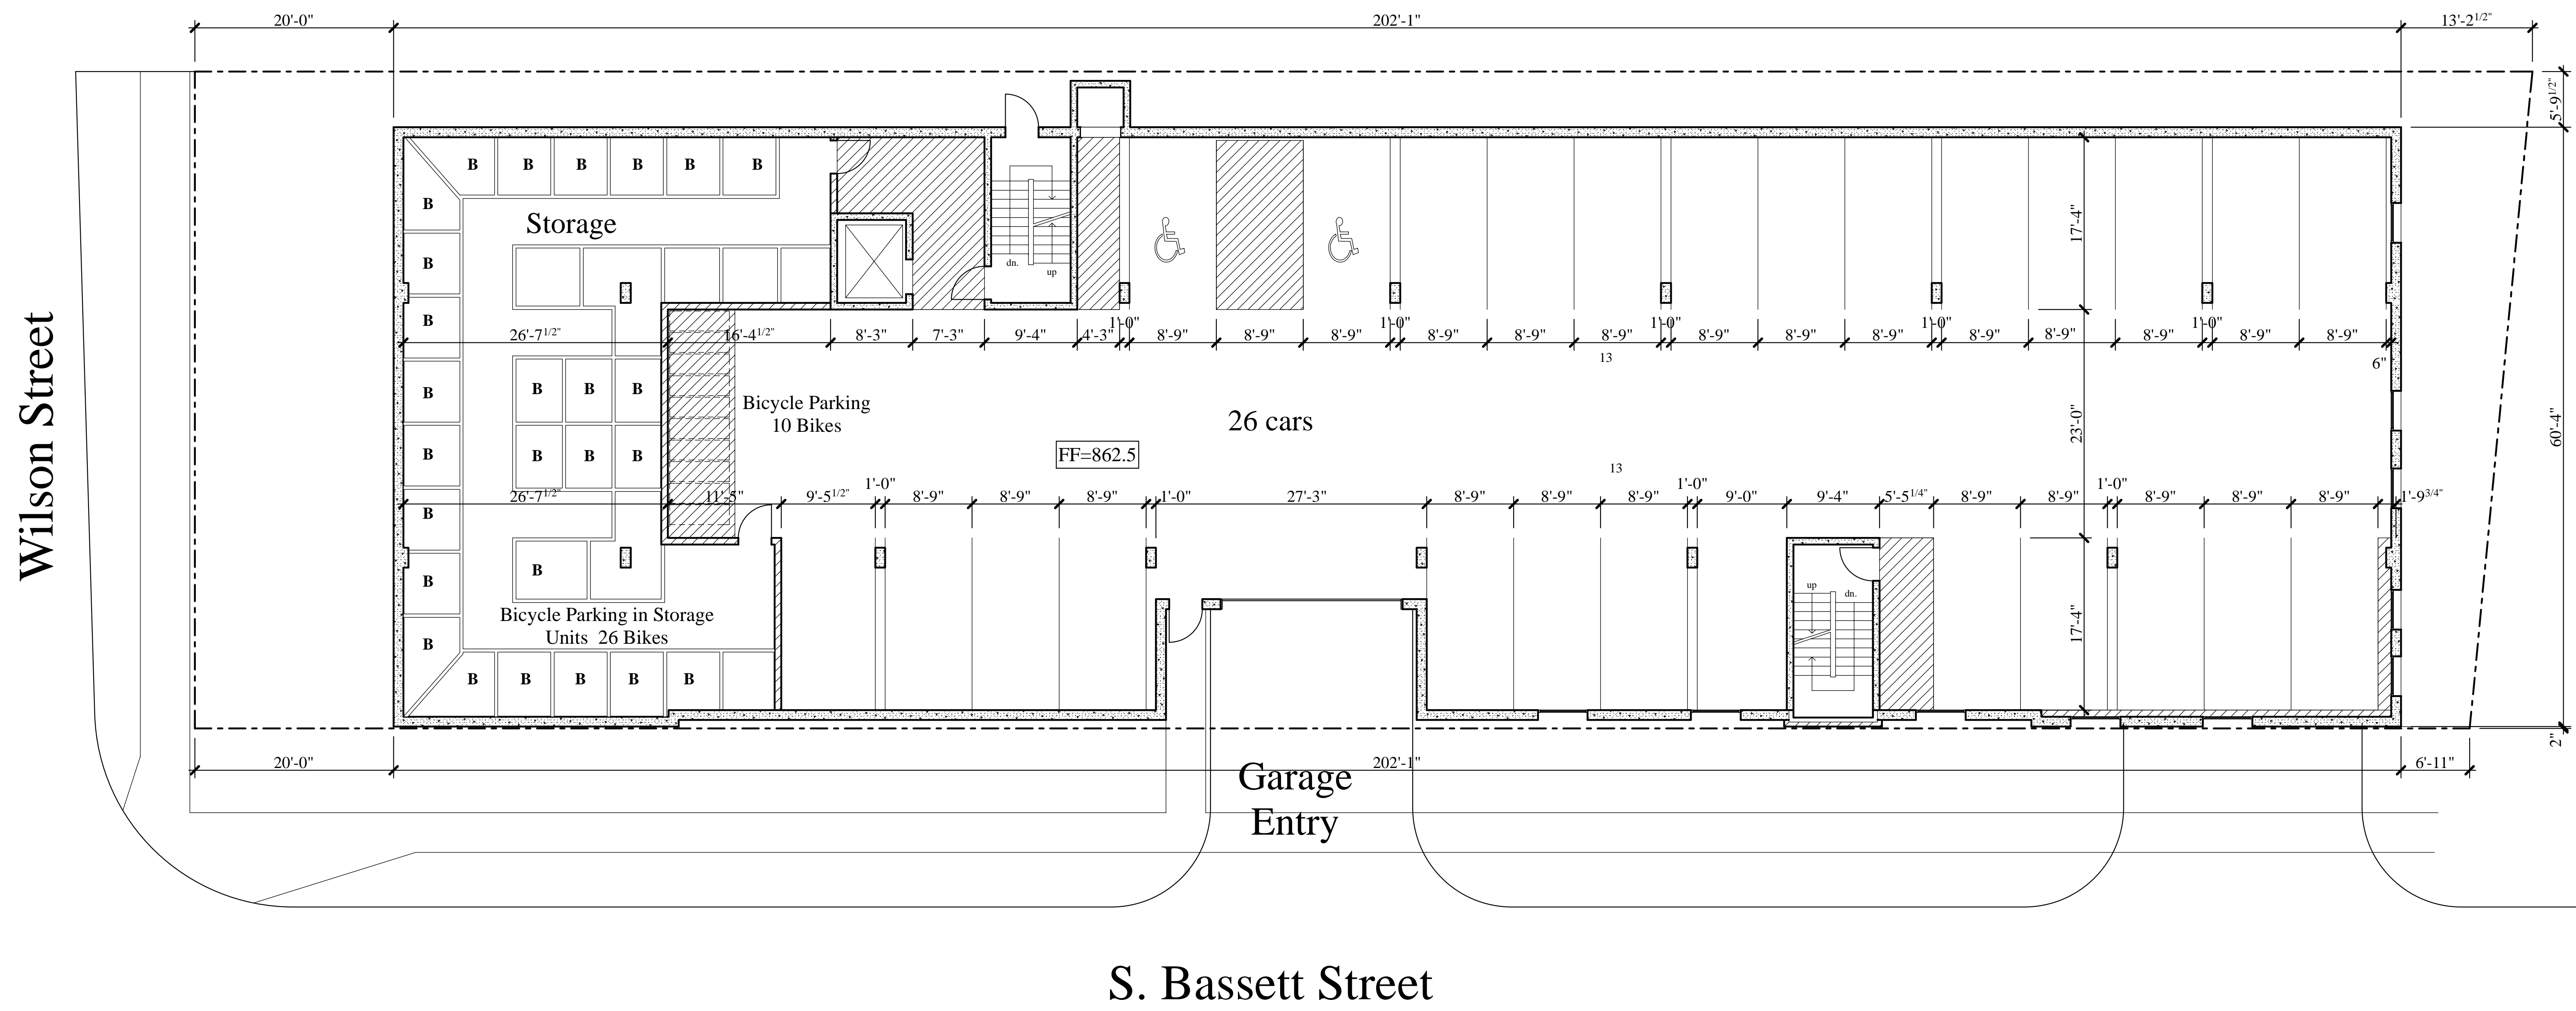 20'-0" 202'-1" 13'-2 1/2"
5'-9 1/2"
B B B B B B
B
Storage
17'-4"
B
dn.
up
B
1'-0" 1'-0" 1'-0" 1'-0" 1'-0"
26'-7 1/2" 16'-4 1/2" 8'-3" 7'-3" 9'-4" 4'-3" 8'-9" 8'-9" 8'-9" 8'-9" 8'-9" 8'-9" 8'-9" 8'-9" 8'-9" 8'-9" 8'-9" 8'-9" 8'-9" 8'-9"
13
6"
B B B B
Bicycle Parking
10 Bikes
26 cars
23'-0"
60'-4"
Wilson Street
B B B B
FF=862.5
13
1'-0" 1'-0" 1'-0"
26'-7 1/2" 11'-5" 9'-5 1/2" 8'-9" 8'-9" 8'-9" 1'-0" 27'-3" 8'-9" 8'-9" 8'-9" 9'-0" 9'-4" 5'-5 1/4" 8'-9" 8'-9" 8'-9" 8'-9" 8'-9" 1'-9 3/4"
B
B B
up
dn.
Bicycle Parking in Storage
Units 26 Bikes
17'-4"
B
B B B B B
2"
20'-0" 202'-1" 6'-11"
Garage
Entry
S. Bassett Street